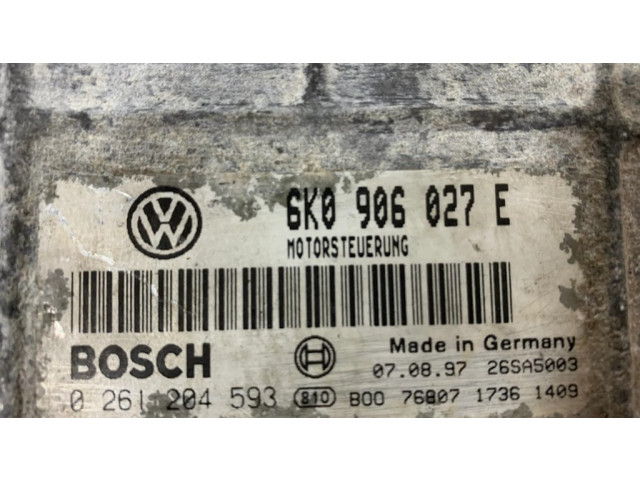 6K0 906 027 E
MOTORSTEUERUNG
BOSCH
Made in Germany
07.08.97 26SA5003
0 261 204 593 810 B00 76807 1736 1409